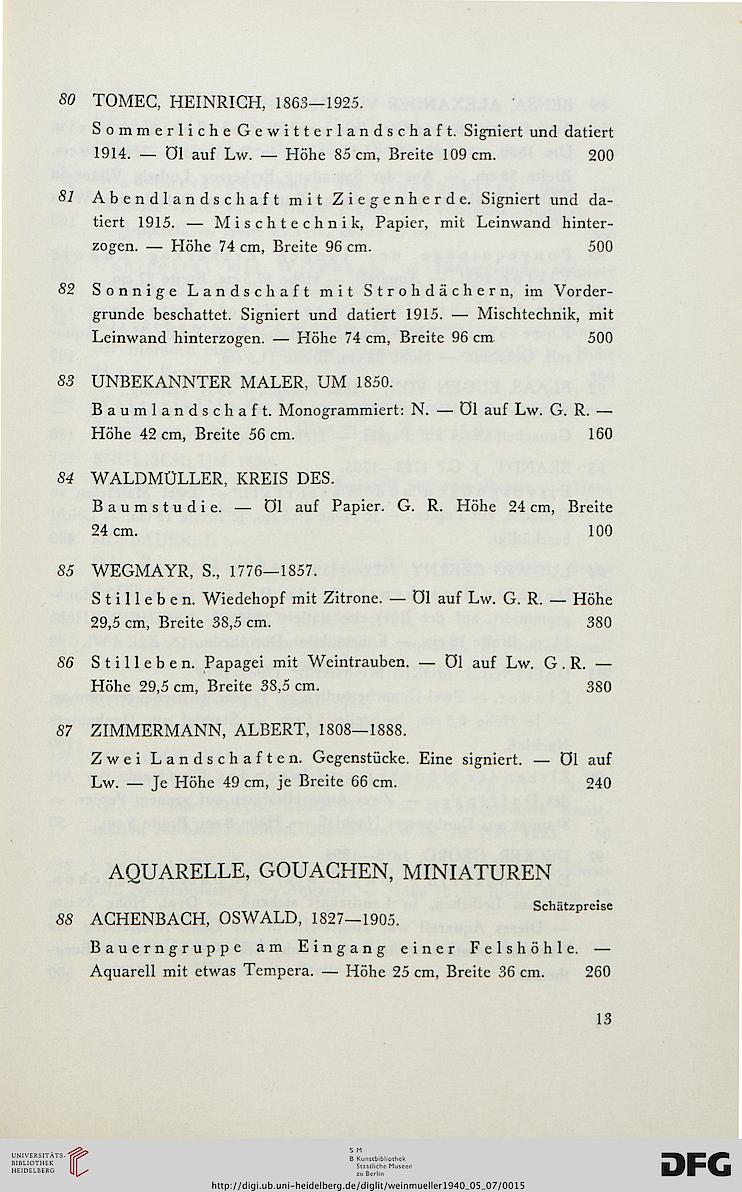 80 TOMEC, HEINRICH, 1863—1925.
Sommerliche Gewitterlandschaft. Signiert und datiert
1914. — Öl auf Lw. — Höhe 85 cm, Breite 109 cm. 200
81 Abendlandschaft mit Ziegenherde. Signiert und da-
tiert 1915. — Mischtechnik, Papier, mit Leinwand hinter-
zogen. — Höhe 74 cm, Breite 96 cm. 500
82 Sonnige Landschaft mit Strohdächern, im Vorder-
grunde beschattet. Signiert und datiert 1915. — Mischtechnik, mit
Leinwand hinterzogen. — Höhe 74 cm, Breite 96 cm 500
83 UNBEKANNTER MALER, UM 1850.
Baumlandschaft. Monogrammiert: N. — Öl auf Lw. G. R. —
Höhe 42 cm, Breite 56 cm. 160
84 WALDMÜLLER, KREIS DES.
Baumstudie. — Öl auf Papier. G. R. Höhe 24 cm, Breite
24 cm. 100
85 WEGMAYR, S., 1776—1857.
Stilleben. Wiedehopf mit Zitrone. — Öl auf Lw. G. R. — Höhe
29,5 cm, Breite 38,5 cm. 380
86 Stilleben. Papagei mit Weintrauben. — Öl auf Lw. G. R. —
Höhe 29,5 cm, Breite 38,5 cm. 380
87 ZIMMERMANN, ALBERT, 1808—1888.
Zwei Landschaften. Gegenstücke. Eine signiert. — Öl auf
Lw. — Je Höhe 49 cm, je Breite 66 cm. 240
AQUARELLE, GOUACHEN, MINIATUREN
Schätzpreise
88 ACHENBACH, OSWALD, 1827—1905.
Bauerngruppe am Eingang einer Felshöhle. —
Aquarell mit etwas Tempera. — Höhe 25 cm, Breite 36 cm. 260
13
UNIVERSITÄTS-
BIBLIOTHEK
HEIDELBERG
S M
B Kunstbibliothek
Staatliche Museen
zu Berlin
DFG
http://digi.ub.uni-heidelberg.de/diglit/weinmueller1940_05_07/0015